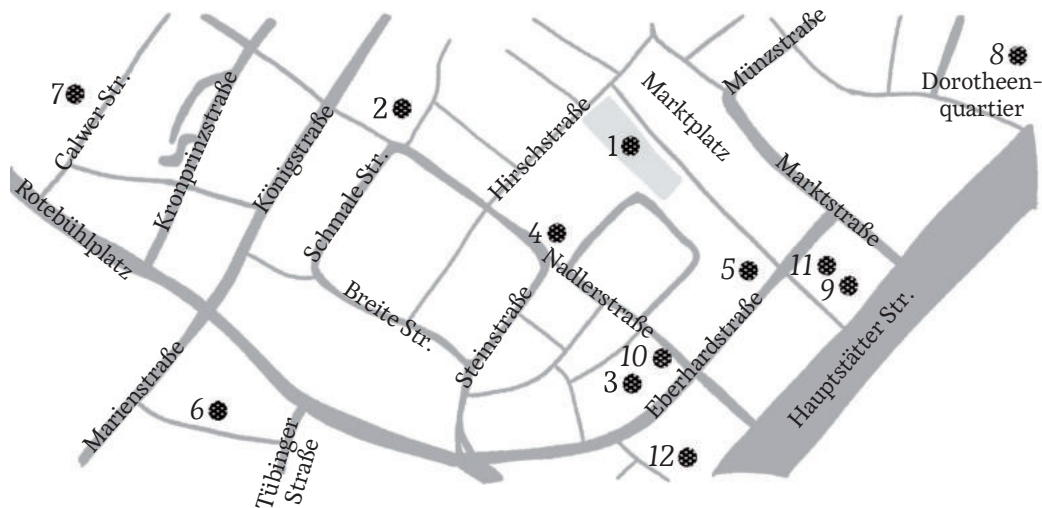 7
Calwer Str.
Kronprinzstraße
Königstraße
2
Schmale Str.
Hirschstraße
1
Marktplatz
Münzstraße
8
Dorotheen-
quartier
Rotebühlplatz
4
Nadlerstraße
Marktstraße
5
11
9
Breite Str.
Steinstraße
10
3
Eberhardstraße
Hauptstätter Str.
Marienstraße
6
Tübinger
Straße
12